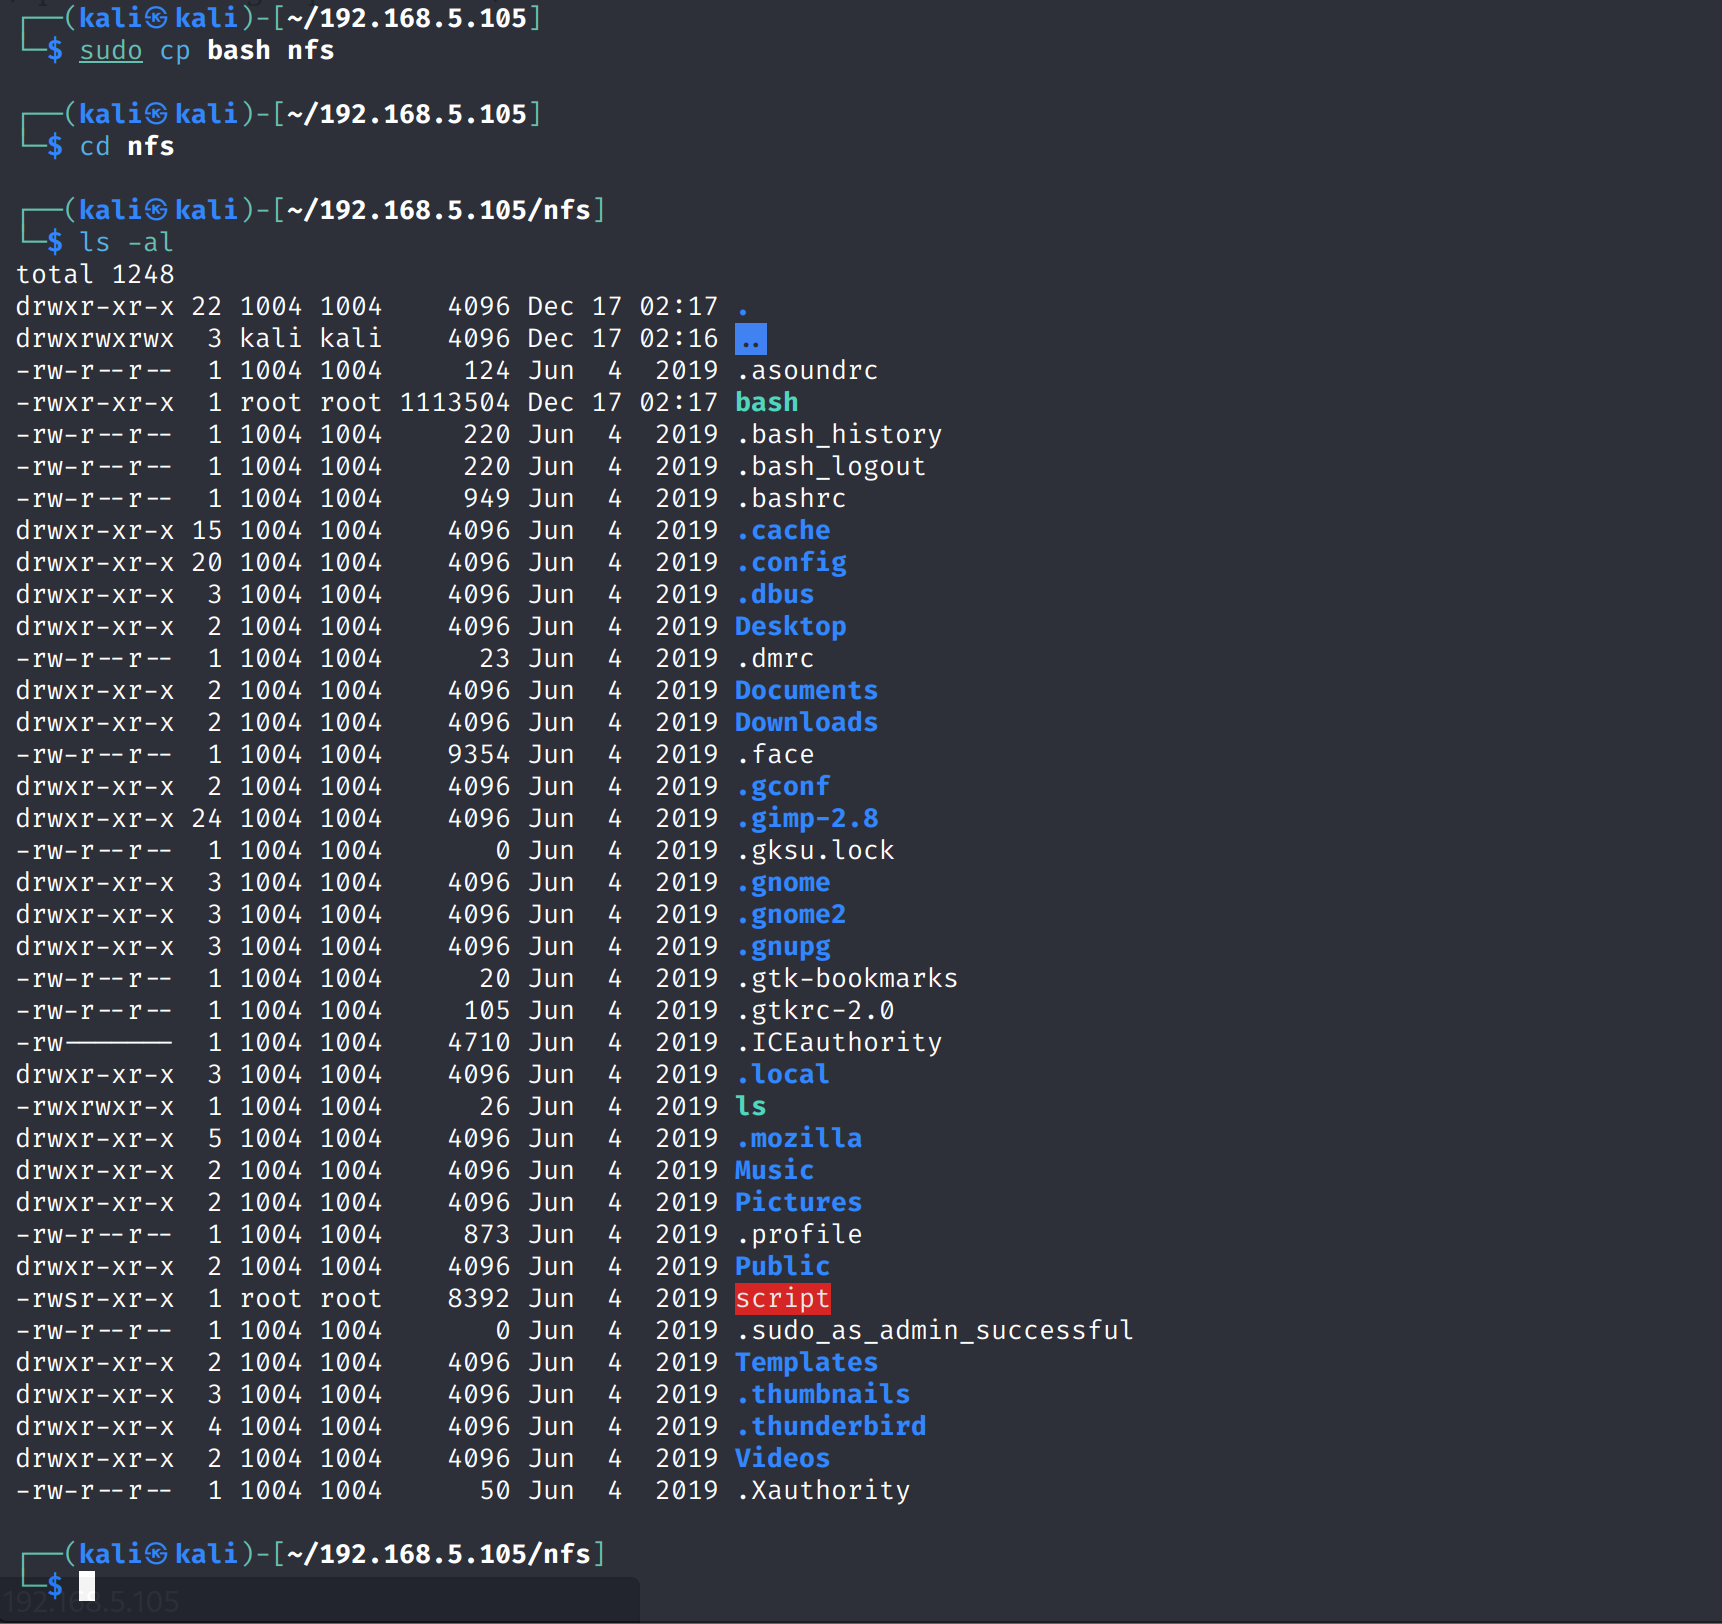 ┌──(kali㉿kali)-[~/192.168.5.105]
└─$ sudo cp bash nfs
┌──(kali㉿kali)-[~/192.168.5.105]
└─$ cd nfs
┌──(kali㉿kali)-[~/192.168.5.105/nfs]
└─$ ls -al
total 1248
drwxr-xr-x 22 1004 1004    4096 Dec 17 02:17 .
drwxrwxrwx  3 kali kali    4096 Dec 17 02:16 ..
-rw-r--r--  1 1004 1004     124 Jun  4  2019 .asoundrc
-rwxr-xr-x  1 root root 1113504 Dec 17 02:17 bash
-rw-r--r--  1 1004 1004     220 Jun  4  2019 .bash_history
-rw-r--r--  1 1004 1004     220 Jun  4  2019 .bash_logout
-rw-r--r--  1 1004 1004     949 Jun  4  2019 .bashrc
drwxr-xr-x 15 1004 1004    4096 Jun  4  2019 .cache
drwxr-xr-x 20 1004 1004    4096 Jun  4  2019 .config
drwxr-xr-x  3 1004 1004    4096 Jun  4  2019 .dbus
drwxr-xr-x  2 1004 1004    4096 Jun  4  2019 Desktop
-rw-r--r--  1 1004 1004      23 Jun  4  2019 .dmrc
drwxr-xr-x  2 1004 1004    4096 Jun  4  2019 Documents
drwxr-xr-x  2 1004 1004    4096 Jun  4  2019 Downloads
-rw-r--r--  1 1004 1004    9354 Jun  4  2019 .face
drwxr-xr-x  2 1004 1004    4096 Jun  4  2019 .gconf
drwxr-xr-x 24 1004 1004    4096 Jun  4  2019 .gimp-2.8
-rw-r--r--  1 1004 1004       0 Jun  4  2019 .gksu.lock
drwxr-xr-x  3 1004 1004    4096 Jun  4  2019 .gnome
drwxr-xr-x  3 1004 1004    4096 Jun  4  2019 .gnome2
drwxr-xr-x  3 1004 1004    4096 Jun  4  2019 .gnupg
-rw-r--r--  1 1004 1004      20 Jun  4  2019 .gtk-bookmarks
-rw-r--r--  1 1004 1004     105 Jun  4  2019 .gtkrc-2.0
-rw-------  1 1004 1004    4710 Jun  4  2019 .ICEauthority
drwxr-xr-x  3 1004 1004    4096 Jun  4  2019 .local
-rwxrwxr-x  1 1004 1004      26 Jun  4  2019 ls
drwxr-xr-x  5 1004 1004    4096 Jun  4  2019 .mozilla
drwxr-xr-x  2 1004 1004    4096 Jun  4  2019 Music
drwxr-xr-x  2 1004 1004    4096 Jun  4  2019 Pictures
-rw-r--r--  1 1004 1004     873 Jun  4  2019 .profile
drwxr-xr-x  2 1004 1004    4096 Jun  4  2019 Public
-rwsr-xr-x  1 root root    8392 Jun  4  2019 script
-rw-r--r--  1 1004 1004       0 Jun  4  2019 .sudo_as_admin_successful
drwxr-xr-x  2 1004 1004    4096 Jun  4  2019 Templates
drwxr-xr-x  3 1004 1004    4096 Jun  4  2019 .thumbnails
drwxr-xr-x  4 1004 1004    4096 Jun  4  2019 .thunderbird
drwxr-xr-x  2 1004 1004    4096 Jun  4  2019 Videos
-rw-r--r--  1 1004 1004      50 Jun  4  2019 .Xauthority
┌──(kali㉿kali)-[~/192.168.5.105/nfs]
└─$
192.168.5.105